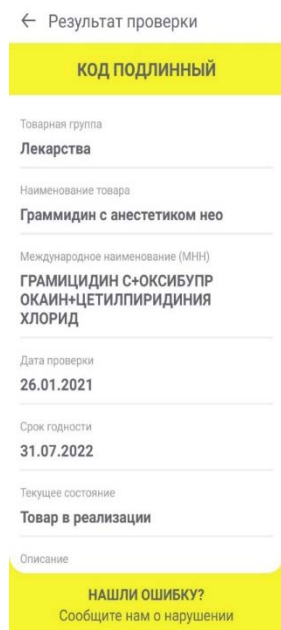 ← Результат проверки
КОД ПОДЛИННЫЙ
Товарная группа
Лекарства
Наименование товара
Граммидин с анестетиком нео
Международное наименование (МНН)
ГРАМИЦИДИН С+ОКСИБУПР
ОКАИН+ЦЕТИЛПИРИДИНИЯ
ХЛОРИД
Дата проверки
26.01.2021
Срок годности
31.07.2022
Текущее состояние
Товар в реализации
Описание
НАШЛИ ОШИБКУ?
Сообщите нам о нарушении